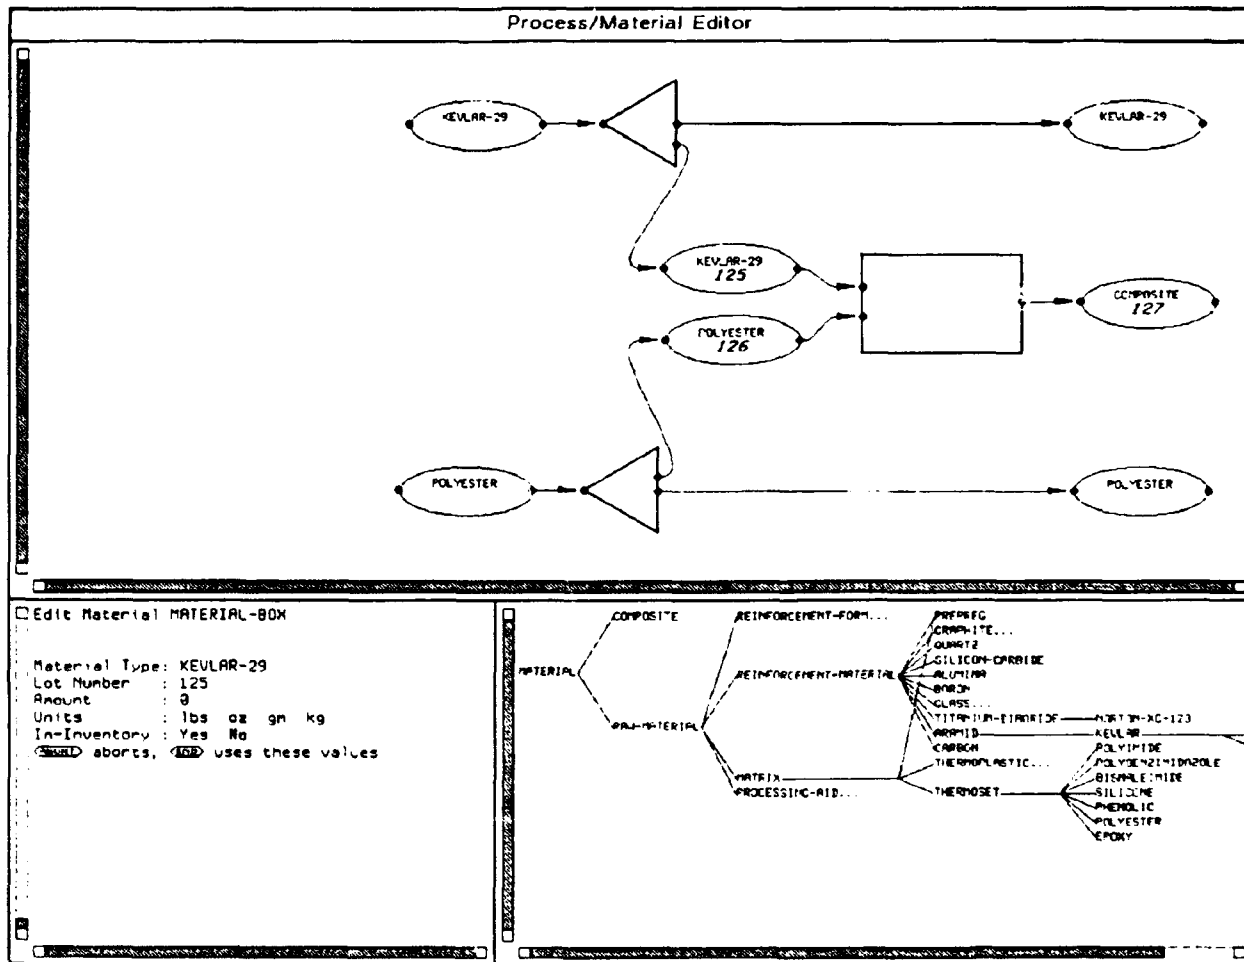 Process/Material Editor
KEVLAR-29
KEVLAR-29
KEVLAR-29
125
COMPOSITE
127
POLYESTER
126
POLYESTER
POLYESTER
Edit Material MATERIAL-BOX
Material Type: KEVLAR-29
Lot Number : 125
Amount : 0
Units : lbs oz gm kg
In-Inventory : Yes No
aborts, uses these values
COMPOSITE
REINFORCEMENT-FORM...
PREPREG
GRAPHITE...
QUARTZ
SILICON-CARBIDE
MATERIAL
REINFORCEMENT-MATERIAL
ALUMINA
BORON
GLASS...
RAW-MATERIAL
TITANIUM-DIBORIDE
NORTON-XG-123
ARAMID
KEVLAR
CARBON
POLYIMIDE
THERMOPLASTIC...
POLYBENZIMIDAZOLE
MATRIX
BISMALEIMIDE
PROCESSING-AID...
THERMOSET
SILICONE
PHENOLIC
POLYESTER
EPOXY